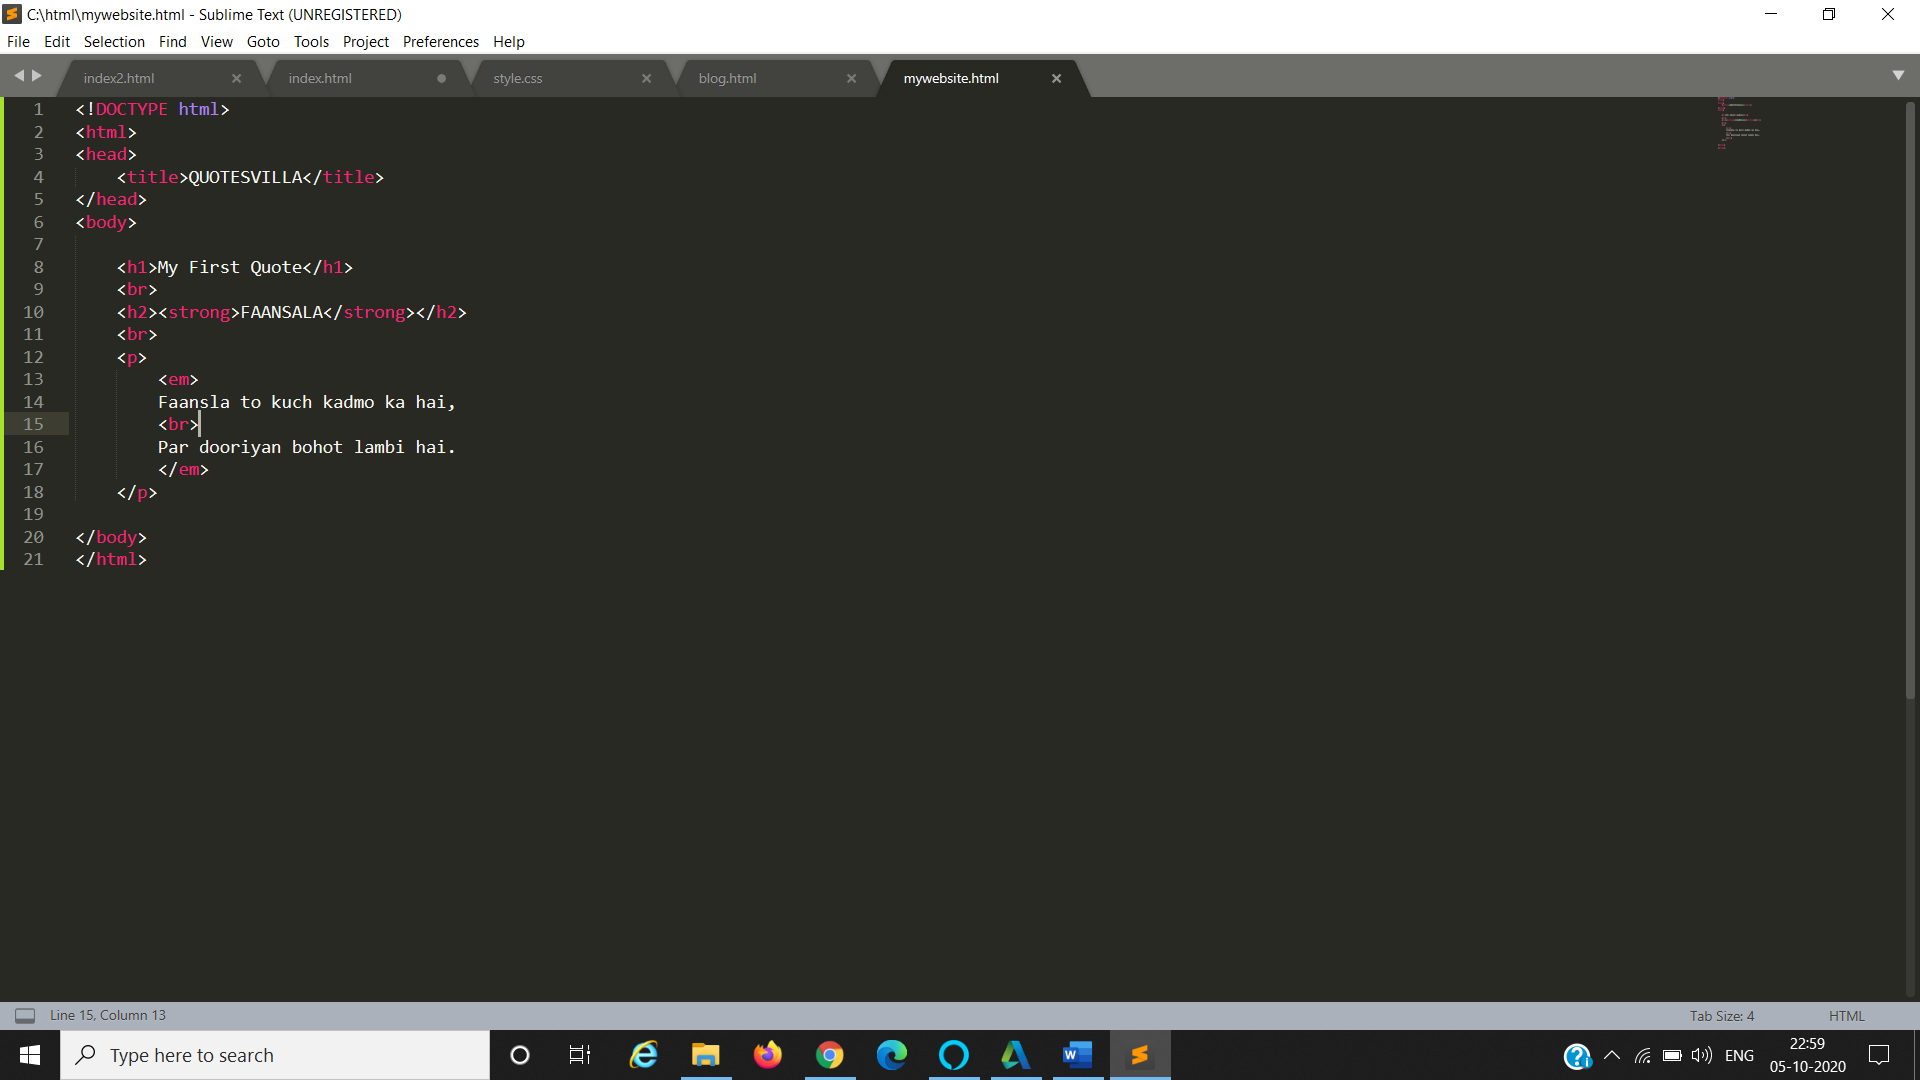 C:\html\mywebsite.html - Sublime Text (UNREGISTERED)
File Edit Selection Find View Goto Tools Project Preferences Help
index2.html index.html style.css blog.html mywebsite.html
1 <!DOCTYPE html>
2 <html>
3 <head>
4 <title>QUOTESVILLA</title>
5 </head>
6 <body>
7
8 <h1>My First Quote</h1>
9 <br>
10 <h2><strong>FAANSALA</strong></h2>
11 <br>
12 <p>
13 <em>
14 Faansla to kuch kadmo ka hai,
15 <br>
16 Par dooriyan bohot lambi hai.
17 </em>
18 </p>
19
20 </body>
21 </html>
Line 15, Column 13 Tab Size: 4 HTML
Type here to search ENG 22:59
05-10-2020